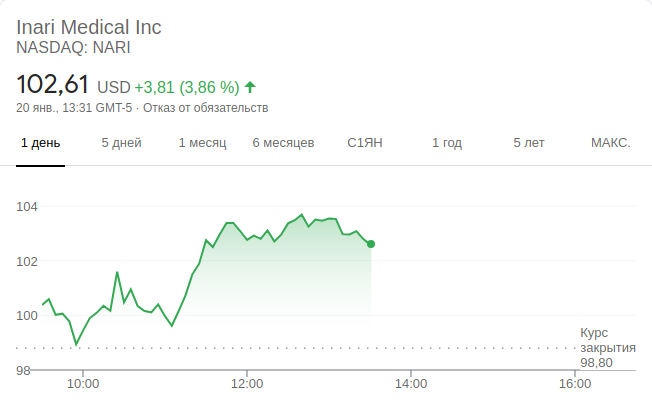 Inari Medical Inc
NASDAQ: NARI
102,61 USD +3,81 (3,86 %)
20 янв., 13:31 GMT-5 · Отказ от обязательств
1 день 5 дней 1 месяц 6 месяцев С1ЯН 1 год 5 лет МАКС.
104
102
100
Курс
закрытия
98,80
98
10:00 12:00 14:00 16:00